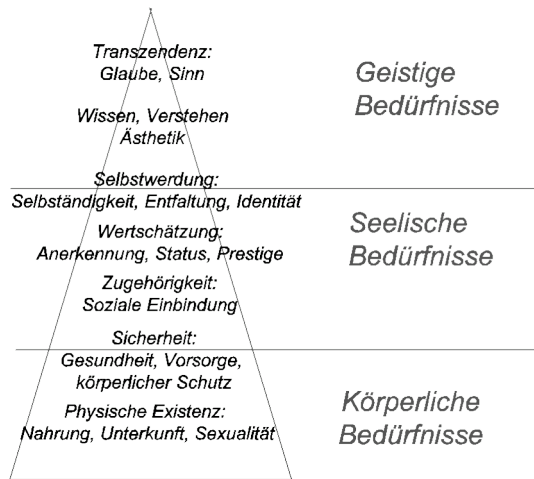 Transzendenz:
Glaube, Sinn
Geistige
Bedürfnisse
Wissen, Verstehen
Ästhetik
Selbstwerdung:
Selbständigkeit, Entfaltung, Identität
Wertschätzung:
Anerkennung, Status, Prestige
Seelische
Bedürfnisse
Zugehörigkeit:
Soziale Einbindung
Sicherheit:
Gesundheit, Vorsorge,
körperlicher Schutz
Physische Existenz:
Nahrung, Unterkunft, Sexualität
Körperliche
Bedürfnisse